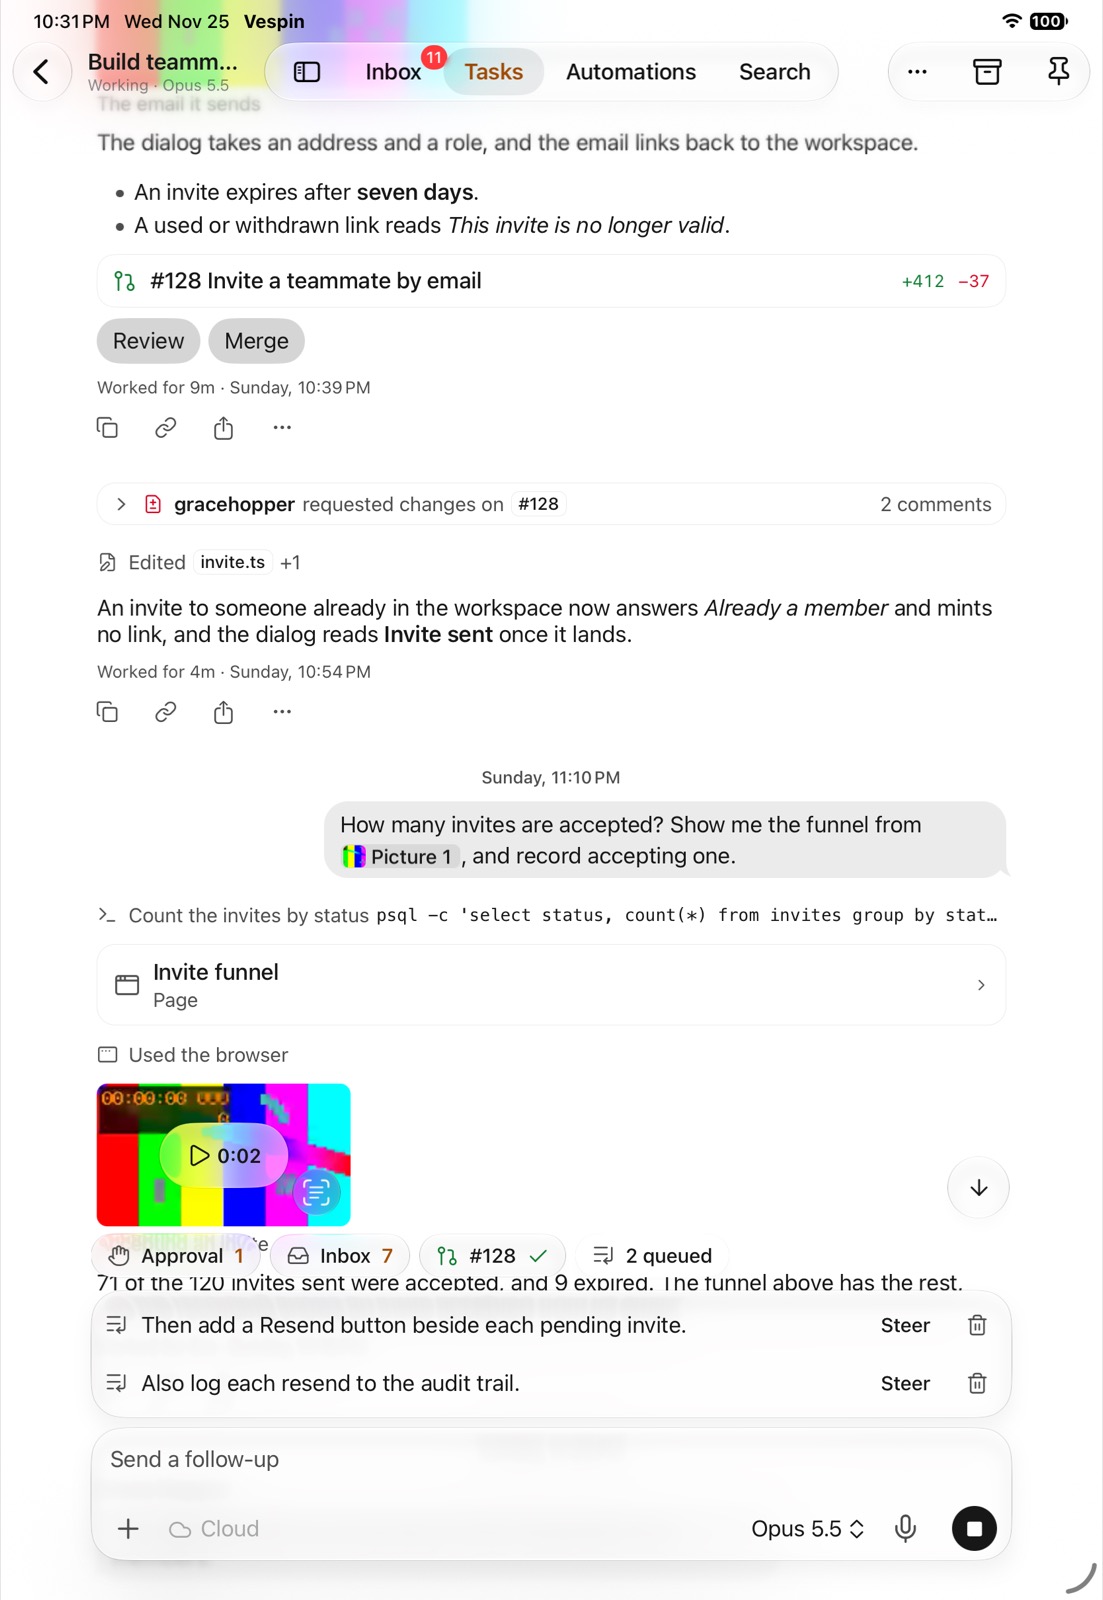 10:31 PM Wed Nov 25 Vespin
100
Build teamm...
Working · Opus 5.5
Inbox 11
Tasks
Automations
Search
The email it sends
The dialog takes an address and a role, and the email links back to the workspace.
• An invite expires after seven days.
• A used or withdrawn link reads This invite is no longer valid.
#128 Invite a teammate by email +412 −37
Review Merge
Worked for 9m · Sunday, 10:39 PM
gracehopper requested changes on #128 2 comments
Edited invite.ts +1
An invite to someone already in the workspace now answers Already a member and mints
no link, and the dialog reads Invite sent once it lands.
Worked for 4m · Sunday, 10:54 PM
Sunday, 11:10 PM
How many invites are accepted? Show me the funnel from
Picture 1 , and record accepting one.
Count the invites by status psql -c 'select status, count(*) from invites group by stat…
Invite funnel
Page
Used the browser
00:00:00
0:02
Approval 1 Inbox 7 #128 2 queued
71 of the 120 invites sent were accepted, and 9 expired. The funnel above has the rest.
Then add a Resend button beside each pending invite. Steer
Also log each resend to the audit trail. Steer
Send a follow-up
Cloud Opus 5.5